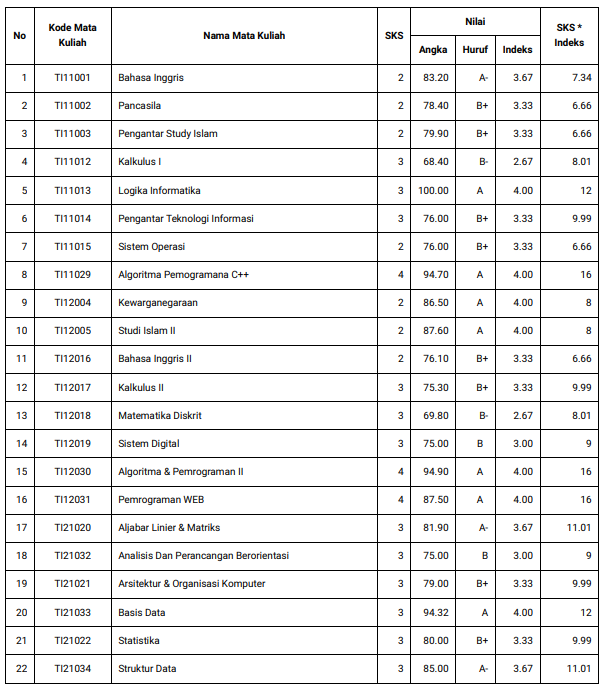 No Kode Mata Kuliah Nama Mata Kuliah SKS Nilai SKS * Indeks
Angka Huruf Indeks
1 TI11001 Bahasa Inggris 2 83.20 A- 3.67 7.34
2 TI11002 Pancasila 2 78.40 B+ 3.33 6.66
3 TI11003 Pengantar Study Islam 2 79.90 B+ 3.33 6.66
4 TI11012 Kalkulus I 3 68.40 B- 2.67 8.01
5 TI11013 Logika Informatika 3 100.00 A 4.00 12
6 TI11014 Pengantar Teknologi Informasi 3 76.00 B+ 3.33 9.99
7 TI11015 Sistem Operasi 2 76.00 B+ 3.33 6.66
8 TI11029 Algoritma Pemogramana C++ 4 94.70 A 4.00 16
9 TI12004 Kewarganegaraan 2 86.50 A 4.00 8
10 TI12005 Studi Islam II 2 87.60 A 4.00 8
11 TI12016 Bahasa Inggris II 2 76.10 B+ 3.33 6.66
12 TI12017 Kalkulus II 3 75.30 B+ 3.33 9.99
13 TI12018 Matematika Diskrit 3 69.80 B- 2.67 8.01
14 TI12019 Sistem Digital 3 75.00 B 3.00 9
15 TI12030 Algoritma & Pemrograman II 4 94.90 A 4.00 16
16 TI12031 Pemrograman WEB 4 87.50 A 4.00 16
17 TI21020 Aljabar Linier & Matriks 3 81.90 A- 3.67 11.01
18 TI21032 Analisis Dan Perancangan Berorientasi 3 75.00 B 3.00 9
19 TI21021 Arsitektur & Organisasi Komputer 3 79.00 B+ 3.33 9.99
20 TI21033 Basis Data 3 94.32 A 4.00 12
21 TI21022 Statistika 3 80.00 B+ 3.33 9.99
22 TI21034 Struktur Data 3 85.00 A- 3.67 11.01